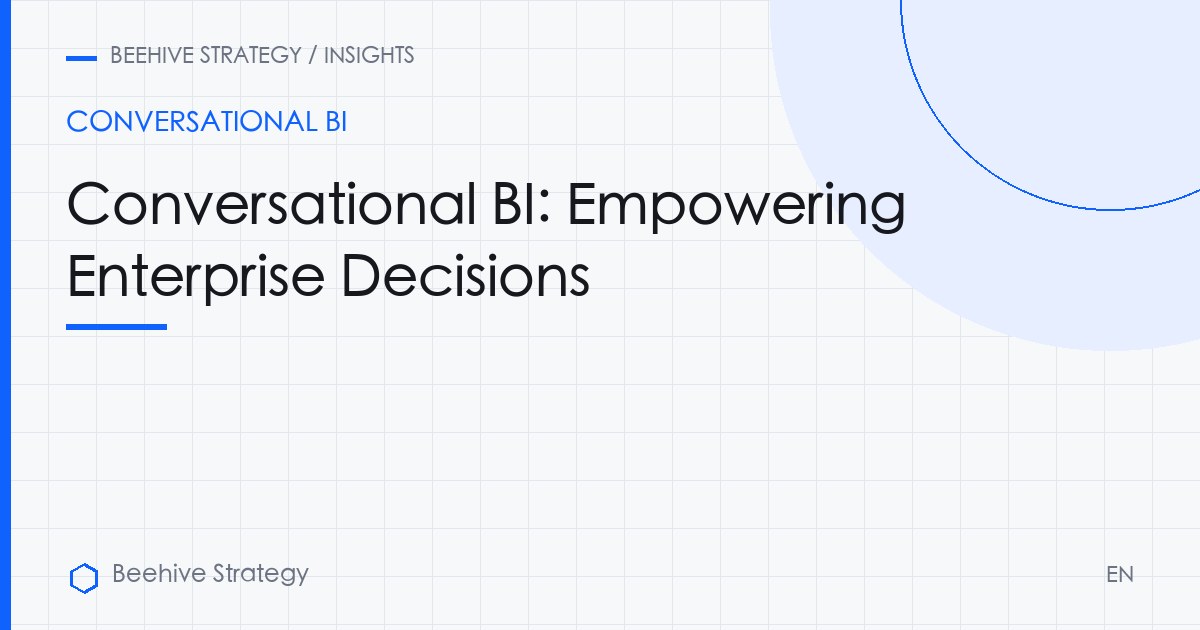 BEEHIVE STRATEGY / INSIGHTS
CONVERSATIONAL BI
Conversational BI: Empowering
Enterprise Decisions
Beehive Strategy
EN